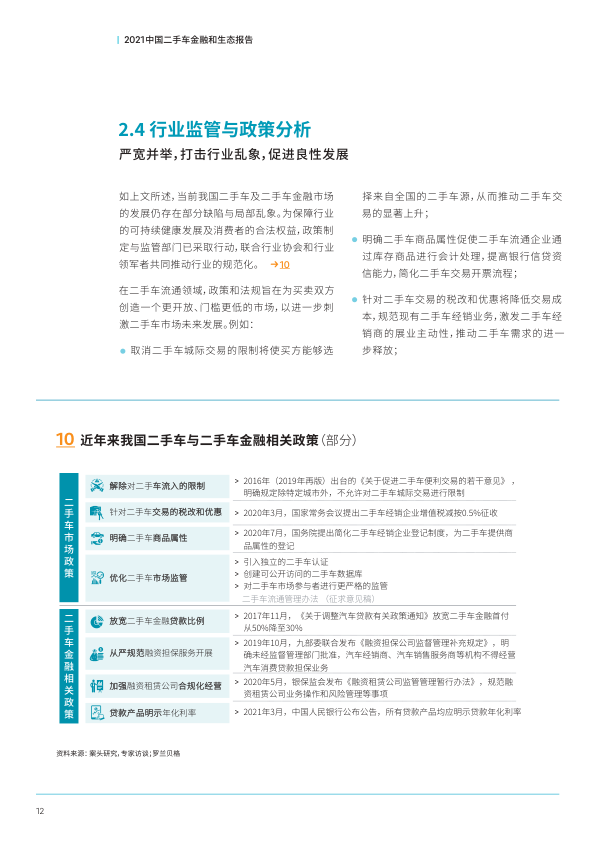 2021中国二手车金融和生态报告
2.4 行业监管与政策分析
严宽并举，打击行业乱象，促进良性发展
如上文所述，当前我国二手车及二手车金融市场
的发展仍存在部分缺陷与局部乱象。为保障行业
的可持续健康发展及消费者的合法权益，政策制
定与监管部门已采取行动，联合行业协会和行业
领军者共同推动行业的规范化。 →10
在二手车流通领域，政策和法规旨在为买卖双方
创造一个更开放、门槛更低的市场，以进一步刺
激二手车市场未来发展。例如：
● 取消二手车城际交易的限制将使买方能够选
择来自全国的二手车源，从而推动二手车交
易的显著上升；
● 明确二手车商品属性促使二手车流通企业通
过库存商品进行会计处理，提高银行信贷资
信能力，简化二手车交易开票流程；
● 针对二手车交易的税改和优惠将降低交易成
本，规范现有二手车经销业务，激发二手车经
销商的展业主动性，推动二手车需求的进一
步释放；
10 近年来我国二手车与二手车金融相关政策（部分）
二手车市场政策
解除对二手车流入的限制
> 2016年（2019年再版）出台的《关于促进二手车便利交易的若干意见》，
明确规定除特定城市外，不允许对二手车城际交易进行限制
针对二手车交易的税改和优惠
> 2020年3月，国家常务会议提出二手车经销企业增值税减按0.5%征收
明确二手车商品属性
> 2020年7月，国务院提出简化二手车经销企业登记制度，为二手车提供商
品属性的登记
优化二手车市场监管
> 引入独立的二手车认证
> 创建可公开访问的二手车数据库
> 对二手车市场参与者进行更严格的监管
二手车流通管理办法 （征求意见稿）
二手车金融相关政策
放宽二手车金融贷款比例
> 2017年11月，《关于调整汽车贷款有关政策通知》放宽二手车金融首付
从50%降至30%
从严规范融资担保服务开展
> 2019年10月，九部委联合发布《融资担保公司监督管理补充规定》，明
确未经监督管理部门批准，汽车经销商、汽车销售服务商等机构不得经营
汽车消费贷款担保业务
加强融资租赁公司合规化经营
> 2020年5月，银保监会发布《融资租赁公司监管管理暂行办法》，规范融
资租赁公司业务操作和风险管理等事项
贷款产品明示年化利率
> 2021年3月，中国人民银行公布公告，所有贷款产品均应明示贷款年化利率
资料来源：案头研究，专家访谈；罗兰贝格
12